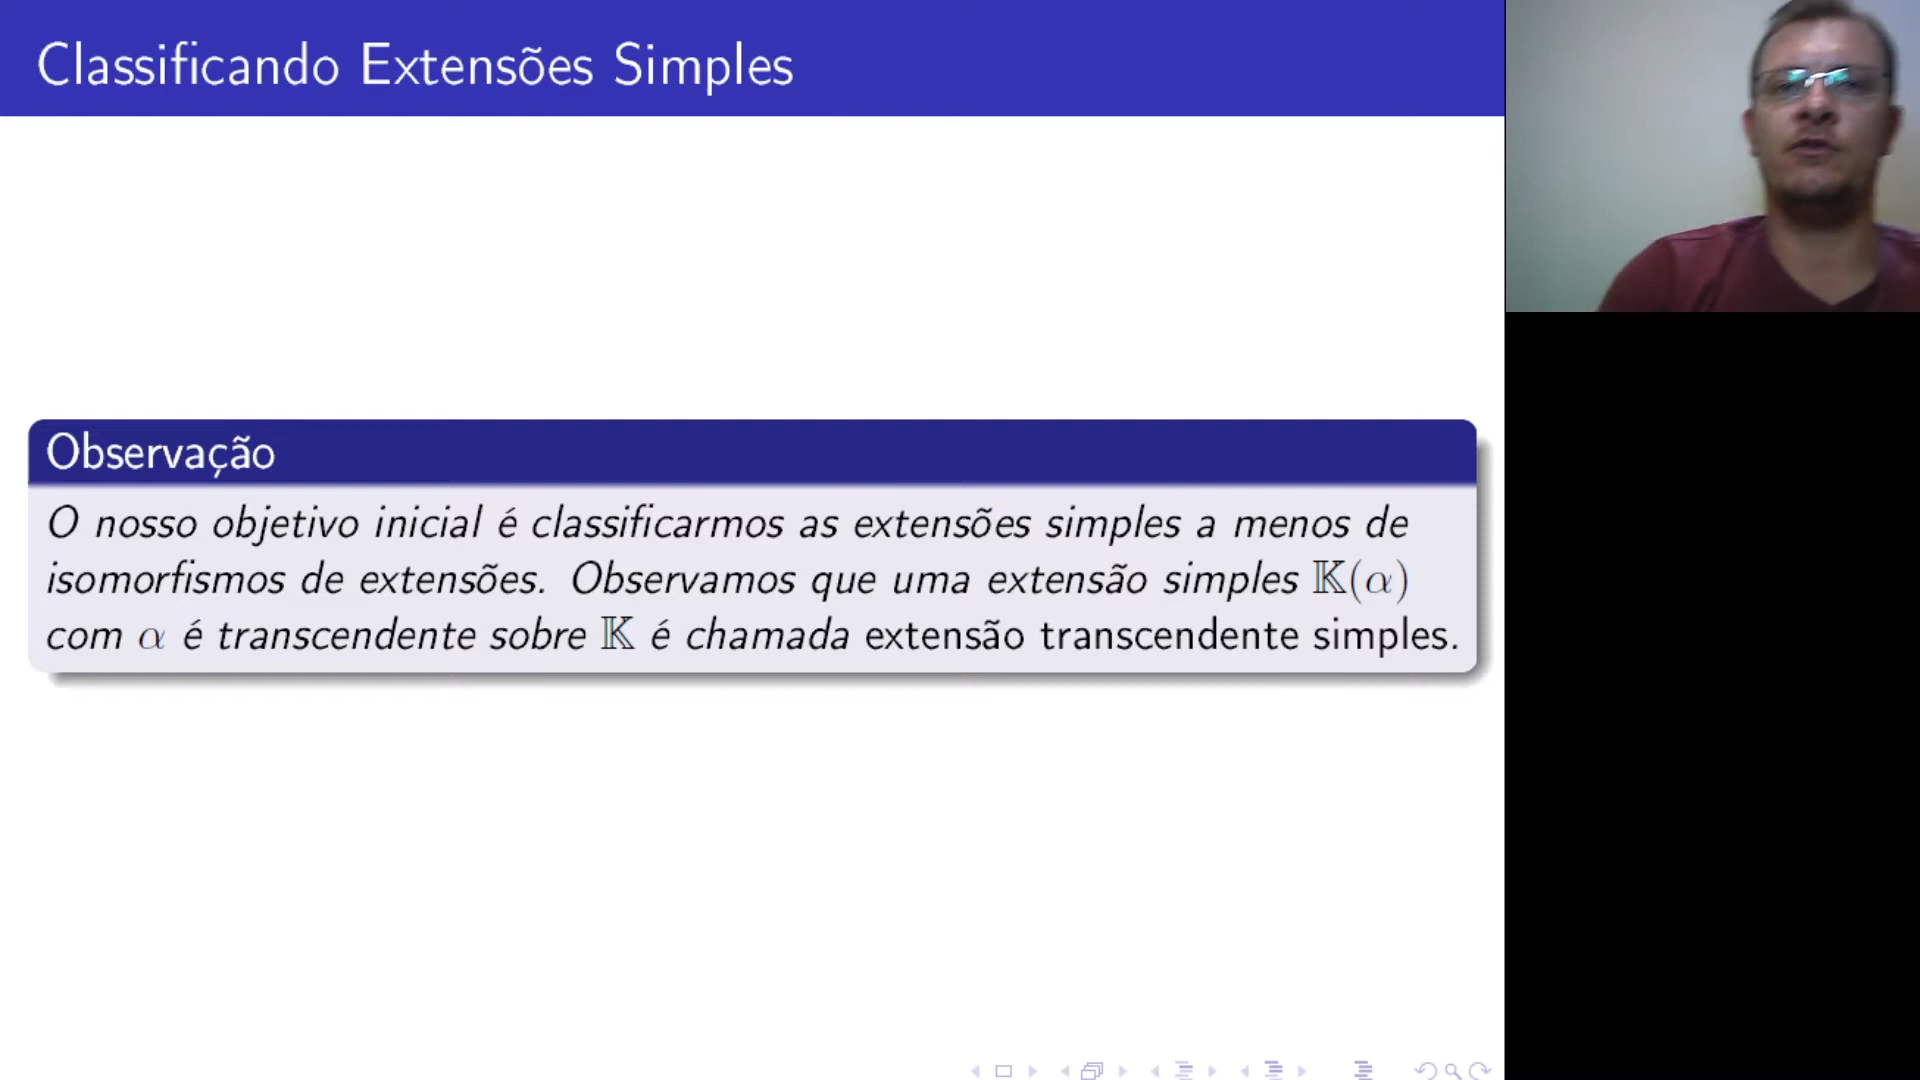 Classificando Extensões Simples
Observação
O nosso objetivo inicial é classificarmos as extensões simples a menos de
isomorfismos de extensões. Observamos que uma extensão simples 𝕂(α)
com α é transcendente sobre 𝕂 é chamada extensão transcendente simples.